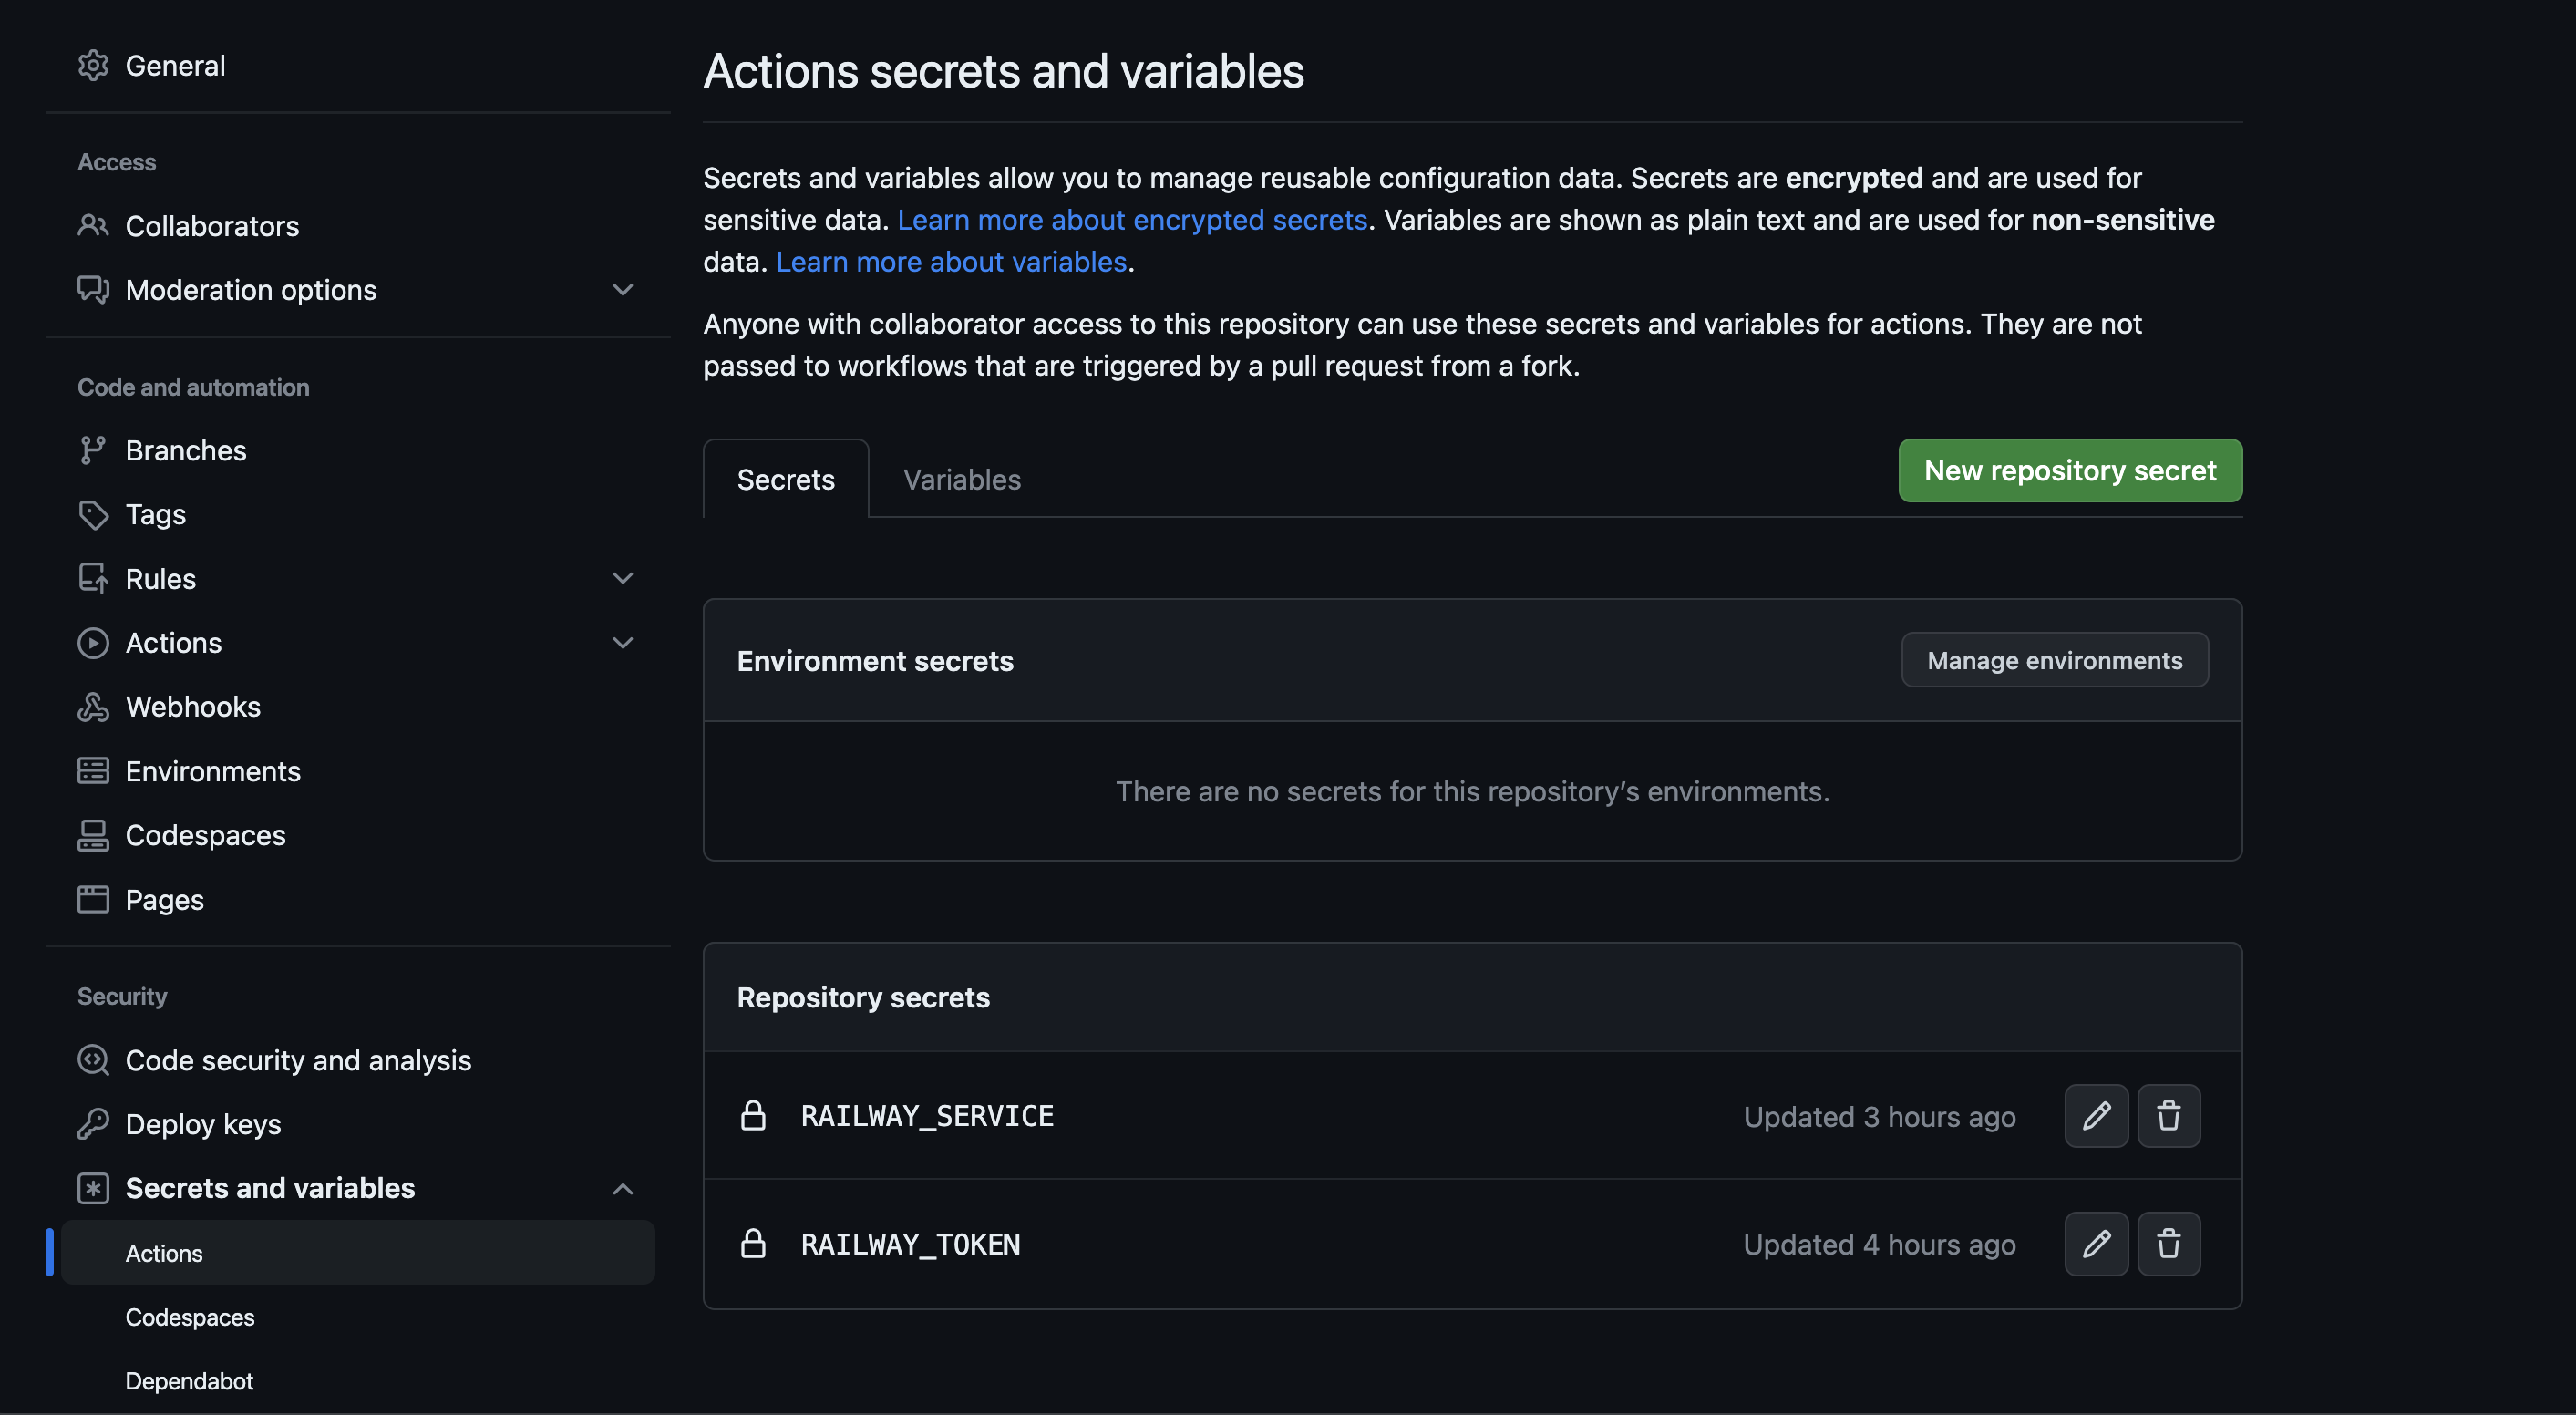 General
Access
Collaborators
Moderation options
Code and automation
Branches
Tags
Rules
Actions
Webhooks
Environments
Codespaces
Pages
Security
Code security and analysis
Deploy keys
Secrets and variables
Actions
Codespaces
Dependabot
Actions secrets and variables
Secrets and variables allow you to manage reusable configuration data. Secrets are encrypted and are used for
sensitive data. Learn more about encrypted secrets. Variables are shown as plain text and are used for non-sensitive
data. Learn more about variables.
Anyone with collaborator access to this repository can use these secrets and variables for actions. They are not
passed to workflows that are triggered by a pull request from a fork.
Secrets
Variables
New repository secret
Environment secrets
Manage environments
There are no secrets for this repository’s environments.
Repository secrets
RAILWAY_SERVICE
Updated 3 hours ago
RAILWAY_TOKEN
Updated 4 hours ago